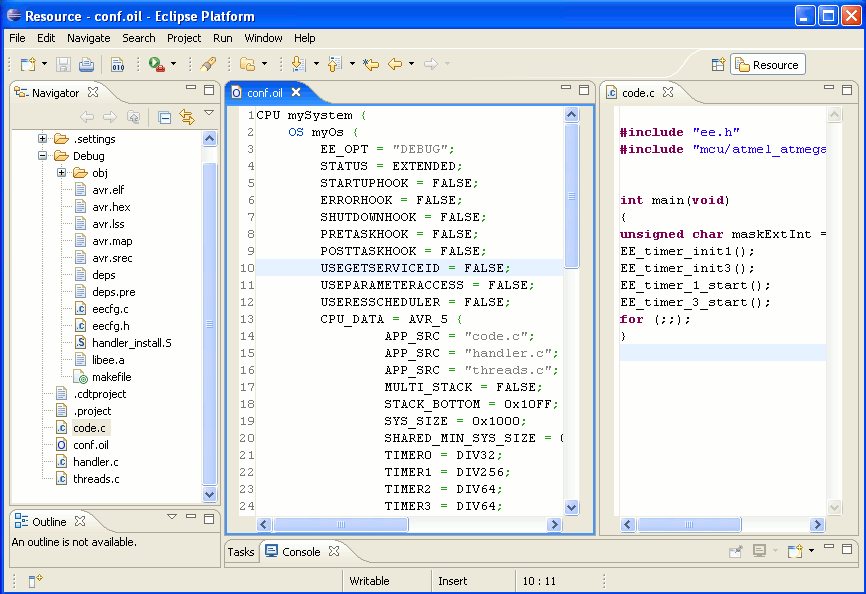 Resource - conf.oil - Eclipse Platform
File Edit Navigate Search Project Run Window Help
010
Resource
Navigator
.settings
Debug
obj
avr.elf
avr.hex
avr.lss
avr.map
avr.srec
deps
deps.pre
eecfg.c
eecfg.h
handler_install.S
libee.a
makefile
.cdtproject
.project
code.c
conf.oil
handler.c
threads.c
Outline
An outline is not available.
conf.oil
1 CPU mySystem {
2 OS myOs {
3 EE_OPT = "DEBUG";
4 STATUS = EXTENDED;
5 STARTUPHOOK = FALSE;
6 ERRORHOOK = FALSE;
7 SHUTDOWNHOOK = FALSE;
8 PRETASKHOOK = FALSE;
9 POSTTASKHOOK = FALSE;
10 USEGETSERVICEID = FALSE;
11 USEPARAMETERACCESS = FALSE;
12 USERESSCHEDULER = FALSE;
13 CPU_DATA = AVR_5 {
14 APP_SRC = "code.c";
15 APP_SRC = "handler.c";
16 APP_SRC = "threads.c";
17 MULTI_STACK = FALSE;
18 STACK_BOTTOM = 0x10FF;
19 SYS_SIZE = 0x1000;
20 SHARED_MIN_SYS_SIZE =
21 TIMER0 = DIV32;
22 TIMER1 = DIV256;
23 TIMER2 = DIV64;
24 TIMER3 = DIV64;
code.c
#include "ee.h"
#include "mcu/atmel_atmega
int main(void)
{
unsigned char maskExtInt =
EE_timer_init1();
EE_timer_init3();
EE_timer_1_start();
EE_timer_3_start();
for (;;);
}
Tasks Console
Writable Insert 10 : 11